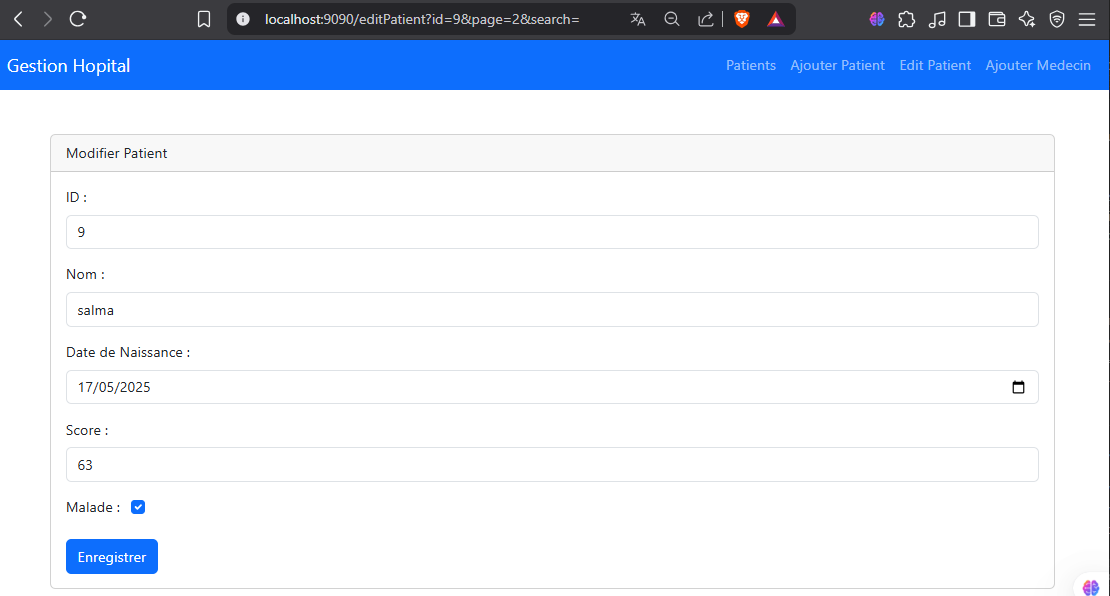 localhost:9090/editPatient?id=9&page=2&search=
Gestion Hopital Patients Ajouter Patient Edit Patient Ajouter Medecin
Modifier Patient
ID :
9
Nom :
salma
Date de Naissance :
17/05/2025
Score :
63
Malade :
Enregistrer